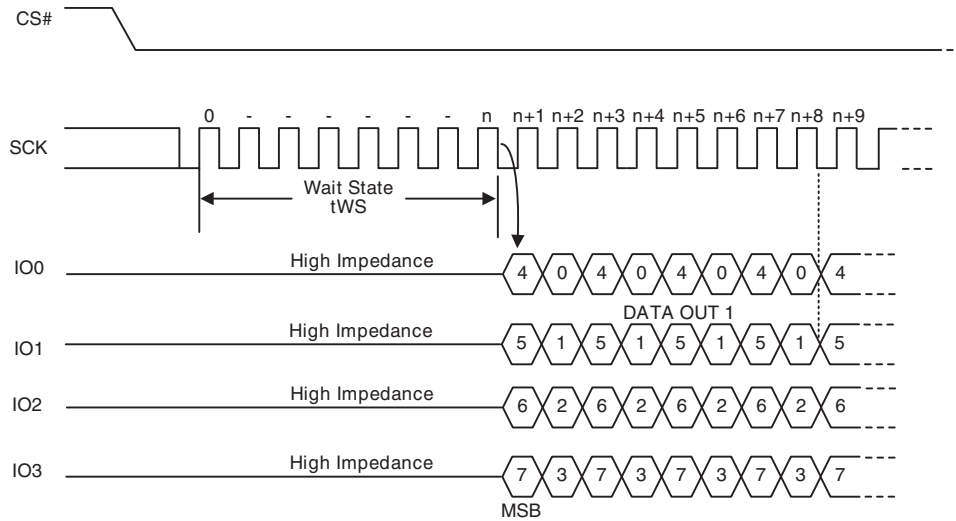 CS#
0 - - - - - - n n+1 n+2 n+3 n+4 n+5 n+6 n+7 n+8 n+9
SCK
Wait State
tWS
IO0 High Impedance 4 0 4 0 4 0 4 0 4
DATA OUT 1
IO1 High Impedance 5 1 5 1 5 1 5 1 5
IO2 High Impedance 6 2 6 2 6 2 6 2 6
IO3 High Impedance 7 3 7 3 7 3 7 3 7
MSB